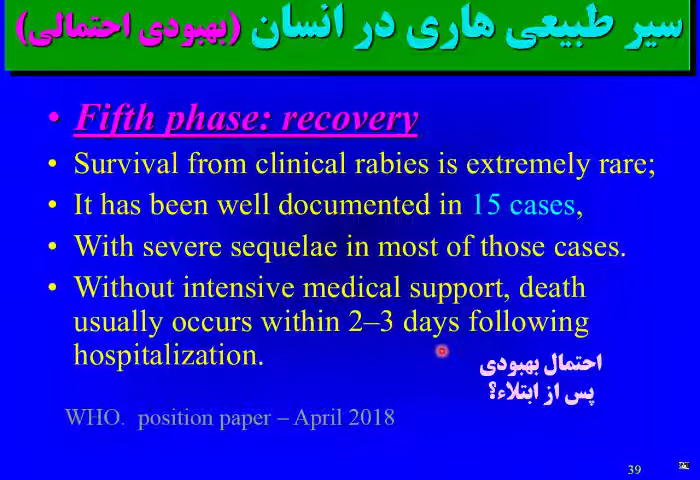 سیر طبیعی هاری در انسان (بهبودی احتمالی)
• Fifth phase: recovery
• Survival from clinical rabies is extremely rare;
• It has been well documented in 15 cases,
• With severe sequelae in most of those cases.
• Without intensive medical support, death
usually occurs within 2–3 days following
hospitalization.
احتمال بهبودی
پس از ابتلاء؟
WHO. position paper – April 2018
39